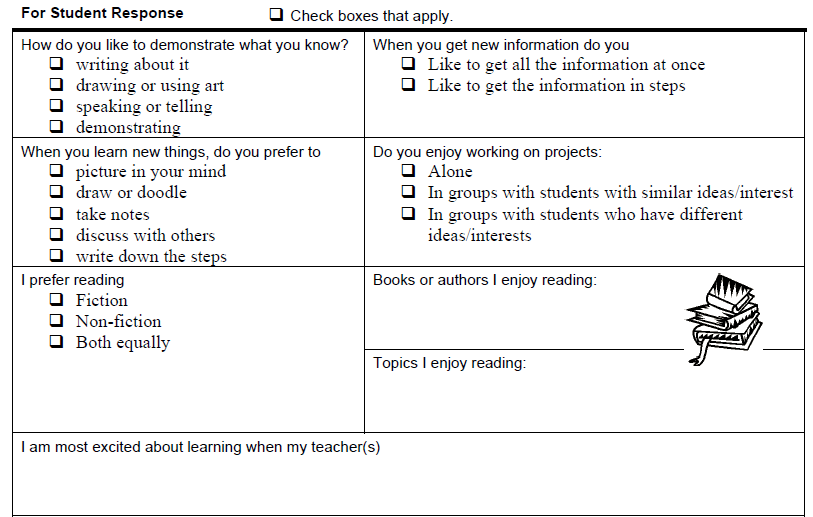 For Student Response ❑ Check boxes that apply.
How do you like to demonstrate what you know?
❑ writing about it
❑ drawing or using art
❑ speaking or telling
❑ demonstrating
When you get new information do you
❑ Like to get all the information at once
❑ Like to get the information in steps
When you learn new things, do you prefer to
❑ picture in your mind
❑ draw or doodle
❑ take notes
❑ discuss with others
❑ write down the steps
Do you enjoy working on projects:
❑ Alone
❑ In groups with students with similar ideas/interest
❑ In groups with students who have different
ideas/interests
I prefer reading
❑ Fiction
❑ Non-fiction
❑ Both equally
Books or authors I enjoy reading:
Topics I enjoy reading:
I am most excited about learning when my teacher(s)